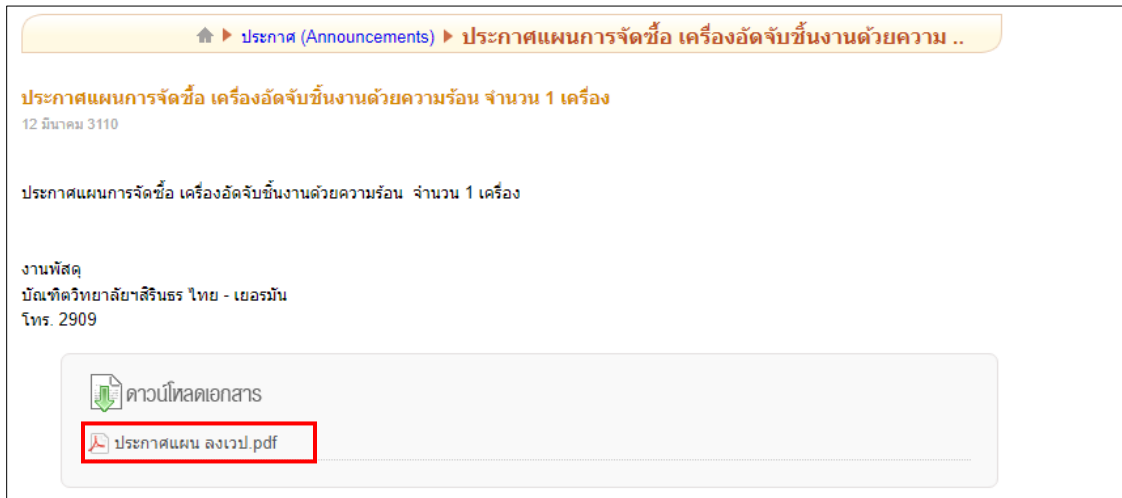 ประกาศ (Announcements) ประกาศแผนการจัดซื้อ เครื่องอัดจับชิ้นงานด้วยความ ..
ประกาศแผนการจัดซื้อ เครื่องอัดจับชิ้นงานด้วยความร้อน จำนวน 1 เครื่อง
12 มีนาคม 3110
ประกาศแผนการจัดซื้อ เครื่องอัดจับชิ้นงานด้วยความร้อน จำนวน 1 เครื่อง
งานพัสดุ
บัณฑิตวิทยาลัยฯสิรินธร ไทย - เยอรมัน
โทร. 2909
ดาวน์โหลดเอกสาร
ประกาศแผน ลงเวป.pdf